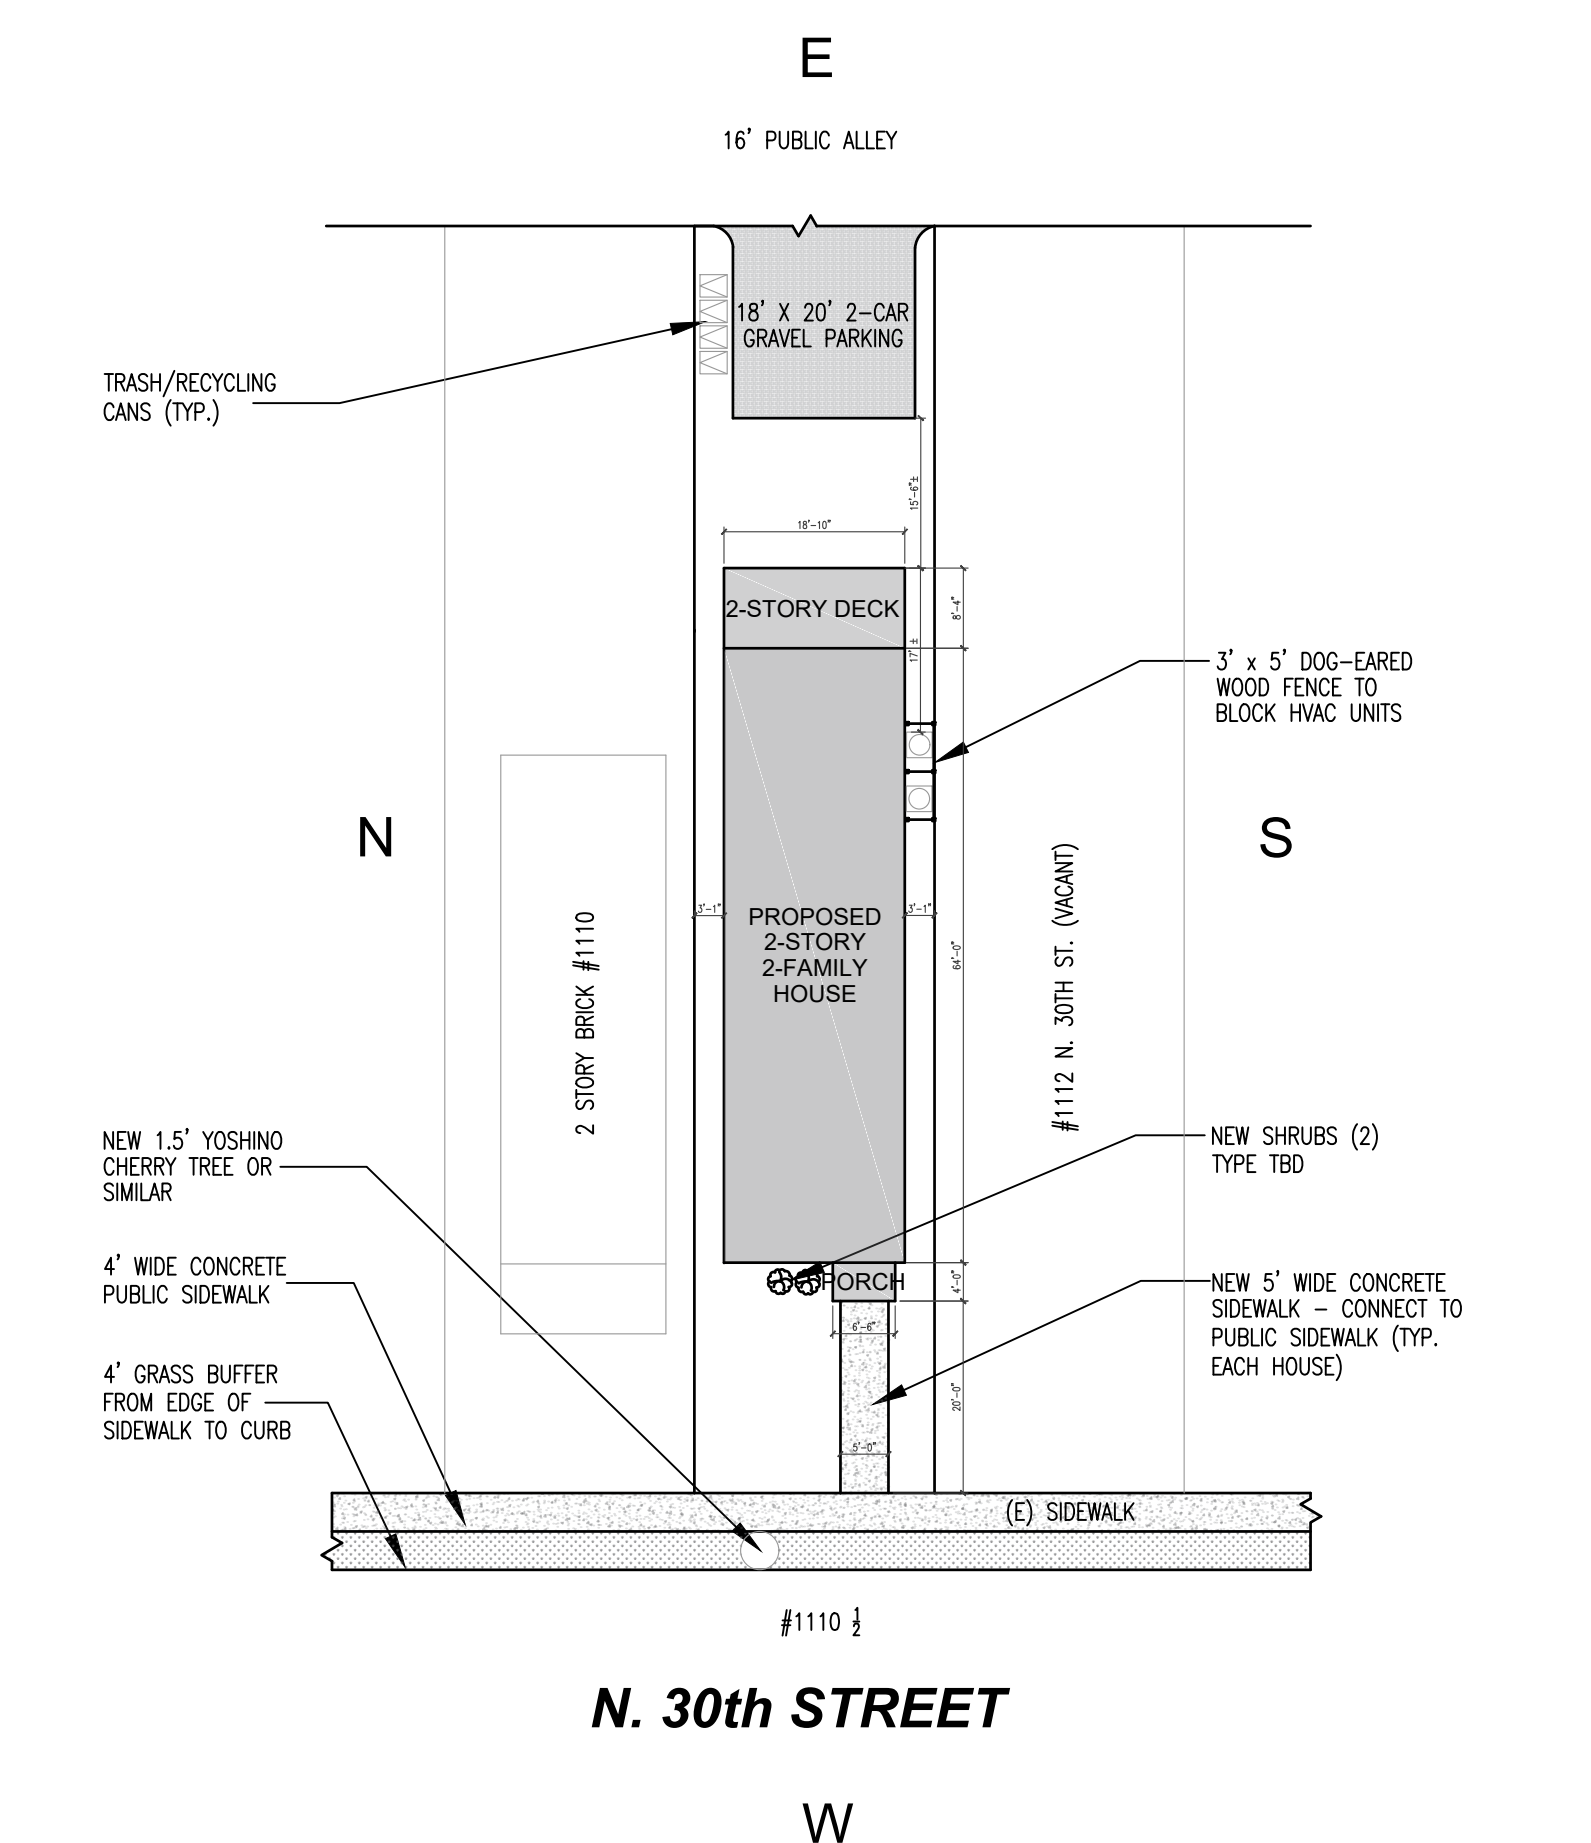 E
16' PUBLIC ALLEY
18' X 20' 2-CAR
GRAVEL PARKING
TRASH/RECYCLING
CANS (TYP.)
15'-6"±
18'-10"
2-STORY DECK
8'-4"
17' ±
3' x 5' DOG-EARED
WOOD FENCE TO
BLOCK HVAC UNITS
N
S
2 STORY BRICK #1110
3'-1"
PROPOSED
2-STORY
2-FAMILY
HOUSE
3'-1"
64'-0"
#1112 N. 30TH ST. (VACANT)
NEW 1.5' YOSHINO
CHERRY TREE OR
SIMILAR
NEW SHRUBS (2)
TYPE TBD
4' WIDE CONCRETE
PUBLIC SIDEWALK
PORCH
4'-0"
6'-6"
NEW 5' WIDE CONCRETE
SIDEWALK – CONNECT TO
PUBLIC SIDEWALK (TYP.
EACH HOUSE)
4' GRASS BUFFER
FROM EDGE OF
SIDEWALK TO CURB
20'-0"
5'-0"
(E) SIDEWALK
#1110 ½
N. 30th STREET
W